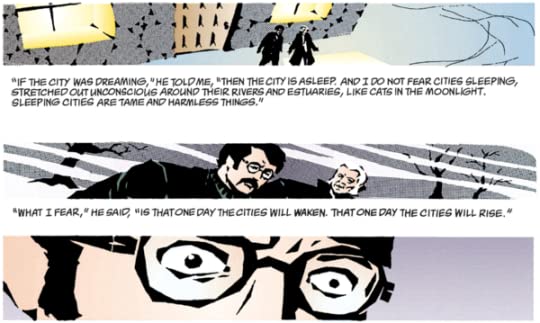 "IF THE CITY WAS DREAMING," HE TOLD ME, "THEN THE CITY IS ASLEEP. AND I DO NOT FEAR CITIES SLEEPING,
STRETCHED OUT UNCONSCIOUS AROUND THEIR RIVERS AND ESTUARIES, LIKE CATS IN THE MOONLIGHT.
SLEEPING CITIES ARE TAME AND HARMLESS THINGS."
"WHAT I FEAR," HE SAID, "IS THAT ONE DAY THE CITIES WILL WAKEN. THAT ONE DAY THE CITIES WILL RISE."